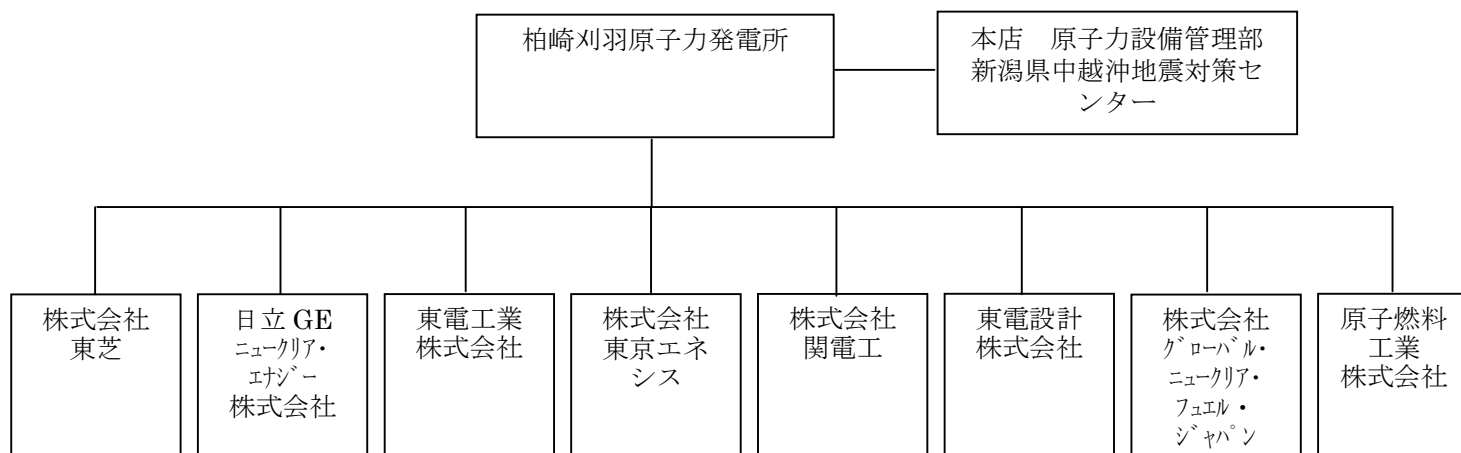 柏崎刈羽原子力発電所
本店　原子力設備管理部
新潟県中越沖地震対策セ
ンター
株式会社
東芝
日立 GE
ﾆｭｰｸﾘｱ・
ｴﾅｼﾞｰ
株式会社
東電工業
株式会社
株式会社
東京エネ
シス
株式会社
関電工
東電設計
株式会社
株式会社
ｸﾞﾛｰﾊﾞﾙ・
ﾆｭｰｸﾘｱ・
ﾌｭｴﾙ・
ｼﾞｬﾊﾟﾝ
原子燃料
工業
株式会社